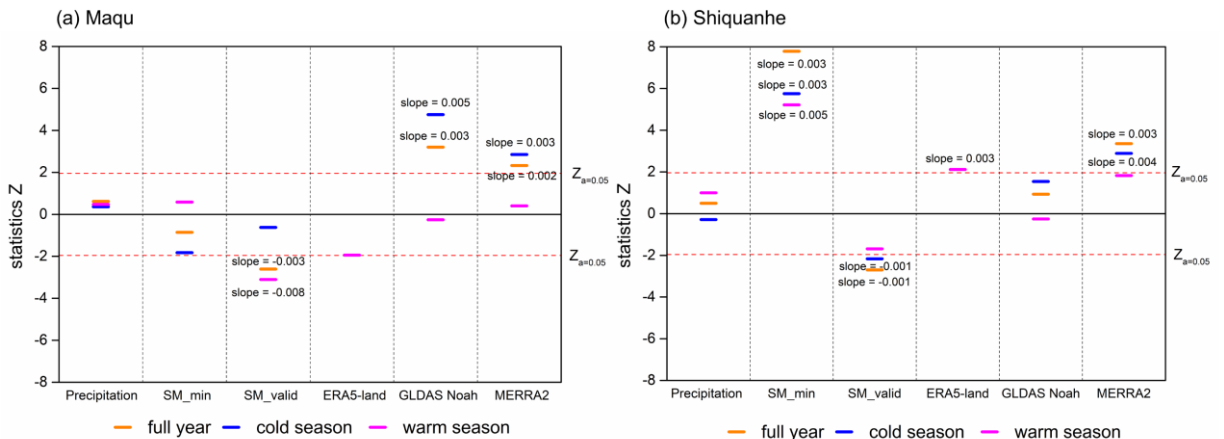 (a) Maqu
8
6
4
2
0
-2
-4
-6
-8
statistics Z
slope = 0.005
slope = 0.003
slope = 0.003
slope = 0.002
slope = -0.003
slope = -0.008
Za=0.05
Za=0.05
Precipitation SM_min SM_valid ERA5-land GLDAS Noah MERRA2
full year cold season warm season
(b) Shiquanhe
8
6
4
2
0
-2
-4
-6
-8
statistics Z
slope = 0.003
slope = 0.003
slope = 0.005
slope = 0.003
slope = 0.003
slope = 0.004
slope = -0.001
slope = -0.001
Za=0.05
Za=0.05
Precipitation SM_min SM_valid ERA5-land GLDAS Noah MERRA2
full year cold season warm season